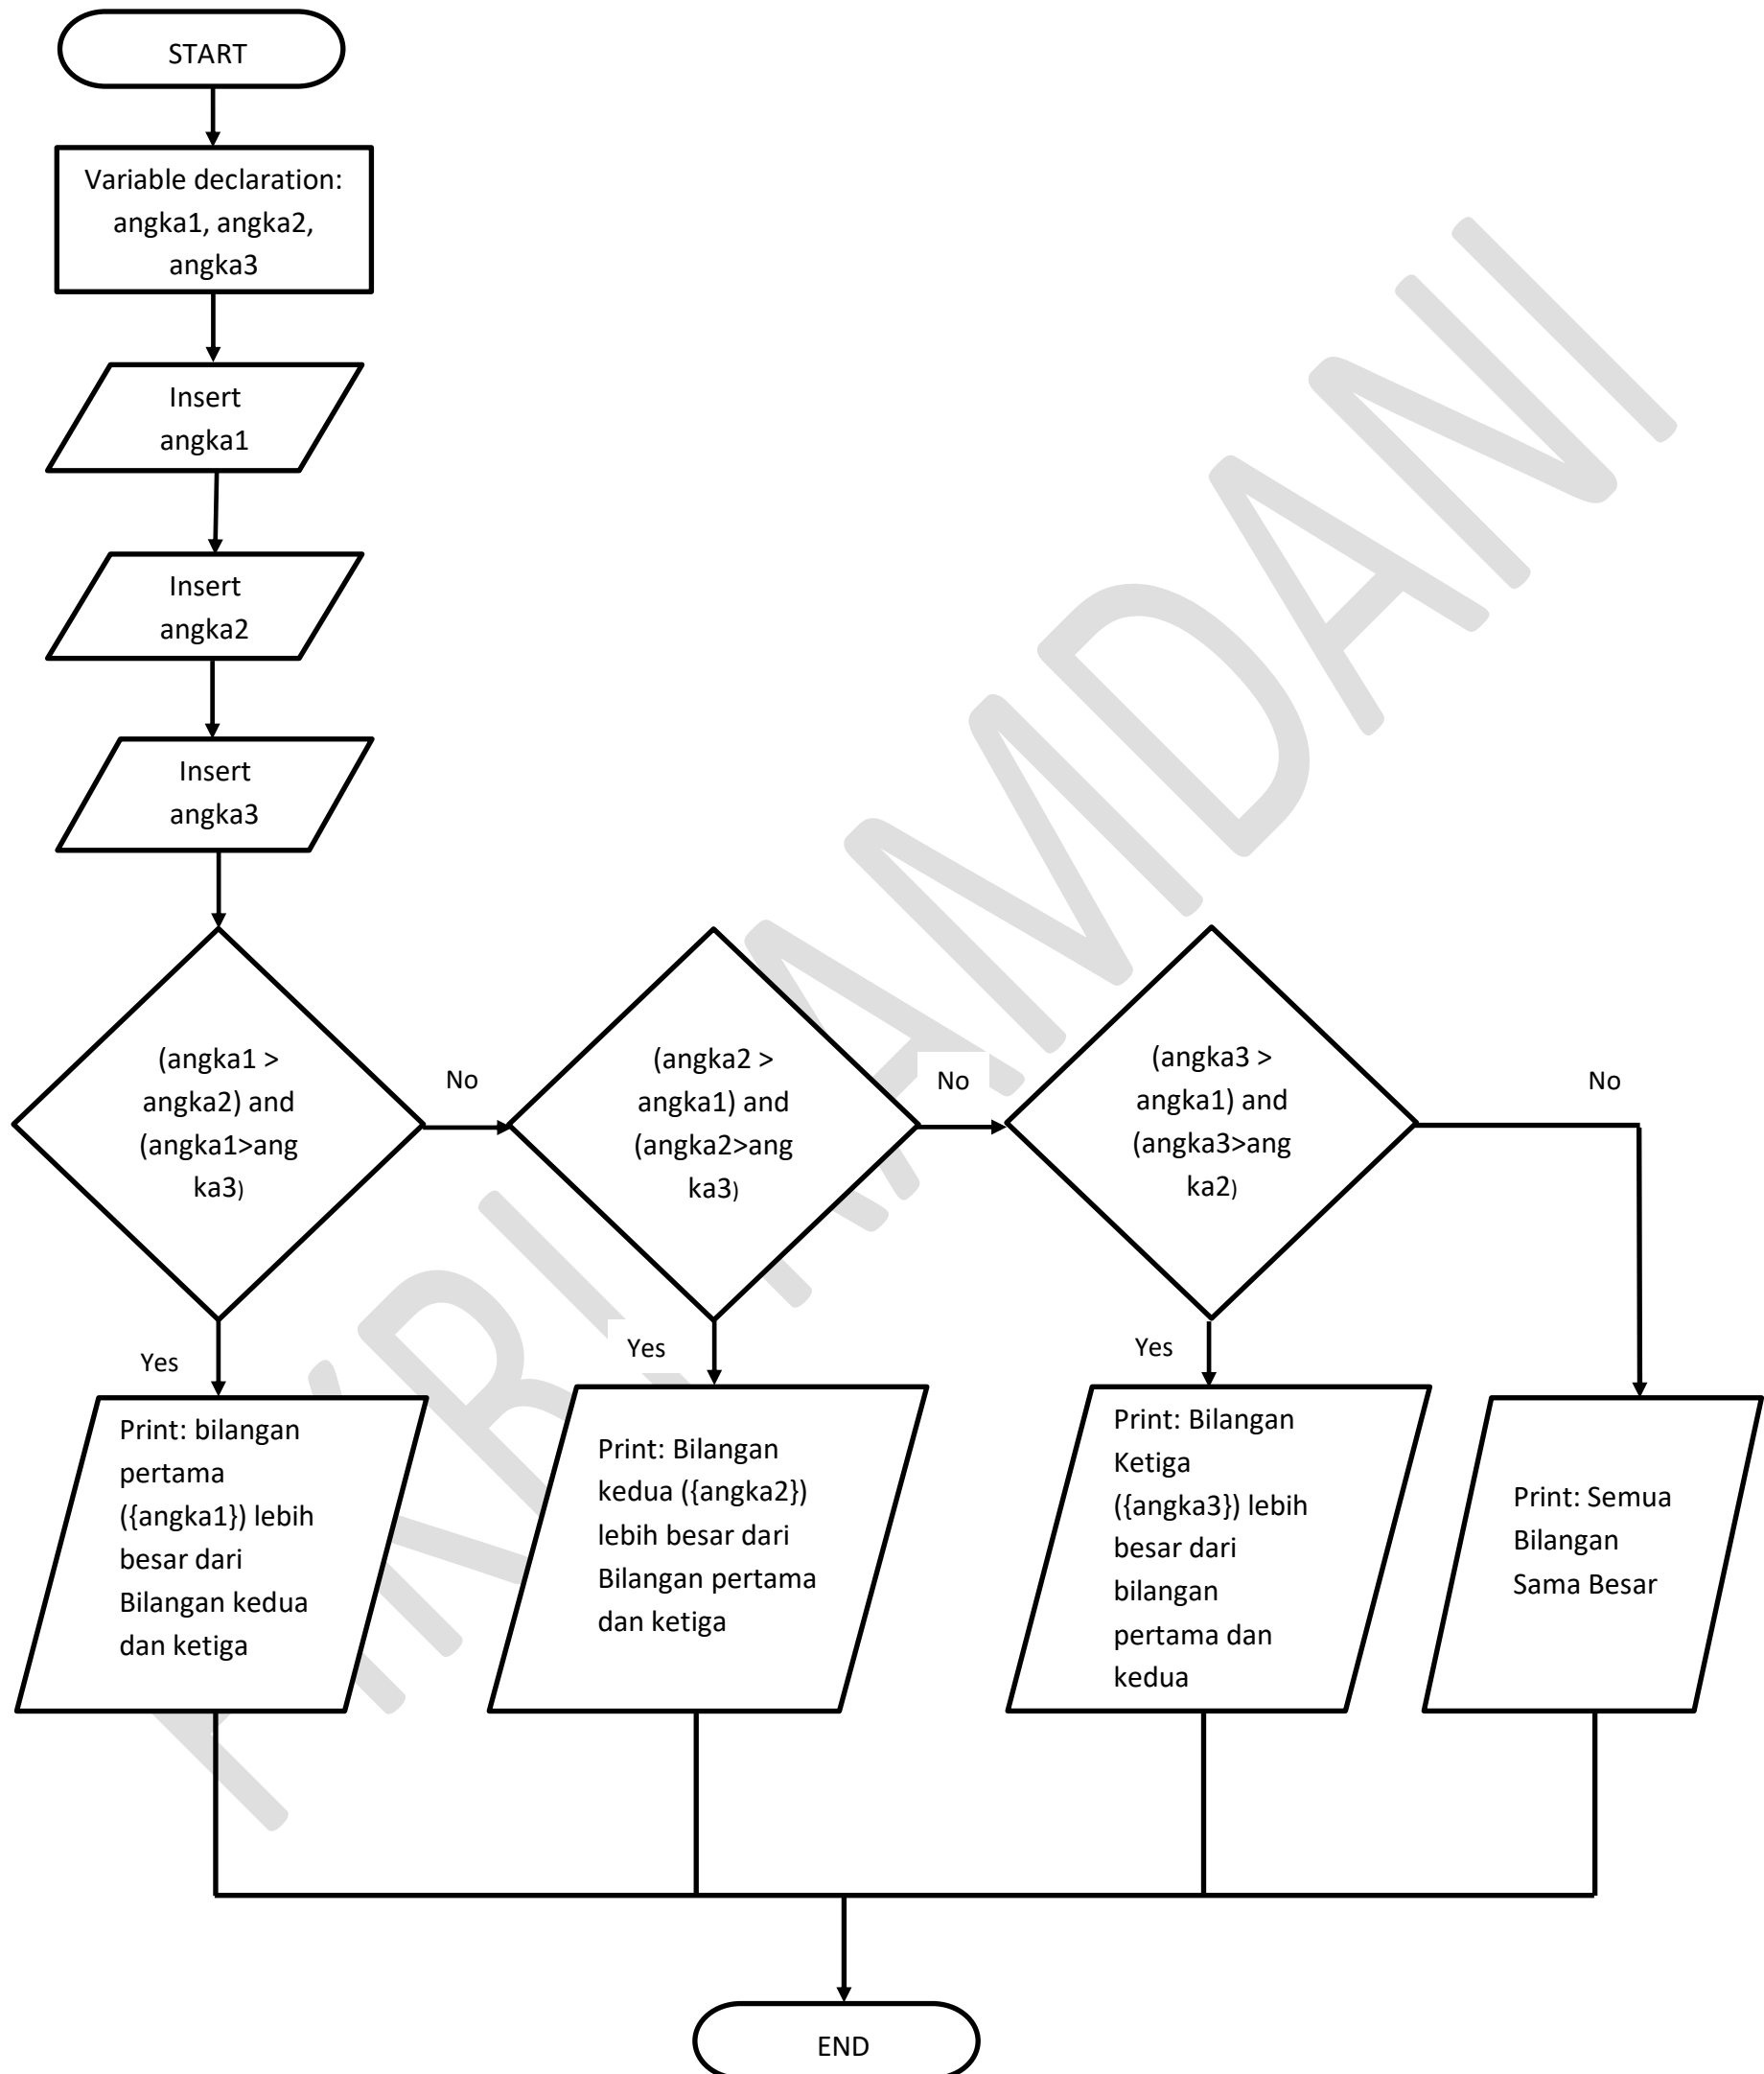 START
Variable declaration:
angka1, angka2,
angka3
Insert
angka1
Insert
angka2
Insert
angka3
(angka1 >
angka2) and
(angka1>ang
ka3)
No
(angka2 >
angka1) and
(angka2>ang
ka3)
No
(angka3 >
angka1) and
(angka3>ang
ka2)
No
Yes
Yes
Yes
Print: bilangan
pertama
({angka1}) lebih
besar dari
Bilangan kedua
dan ketiga
Print: Bilangan
kedua ({angka2})
lebih besar dari
Bilangan pertama
dan ketiga
Print: Bilangan
Ketiga
({angka3}) lebih
besar dari
bilangan
pertama dan
kedua
Print: Semua
Bilangan
Sama Besar
END